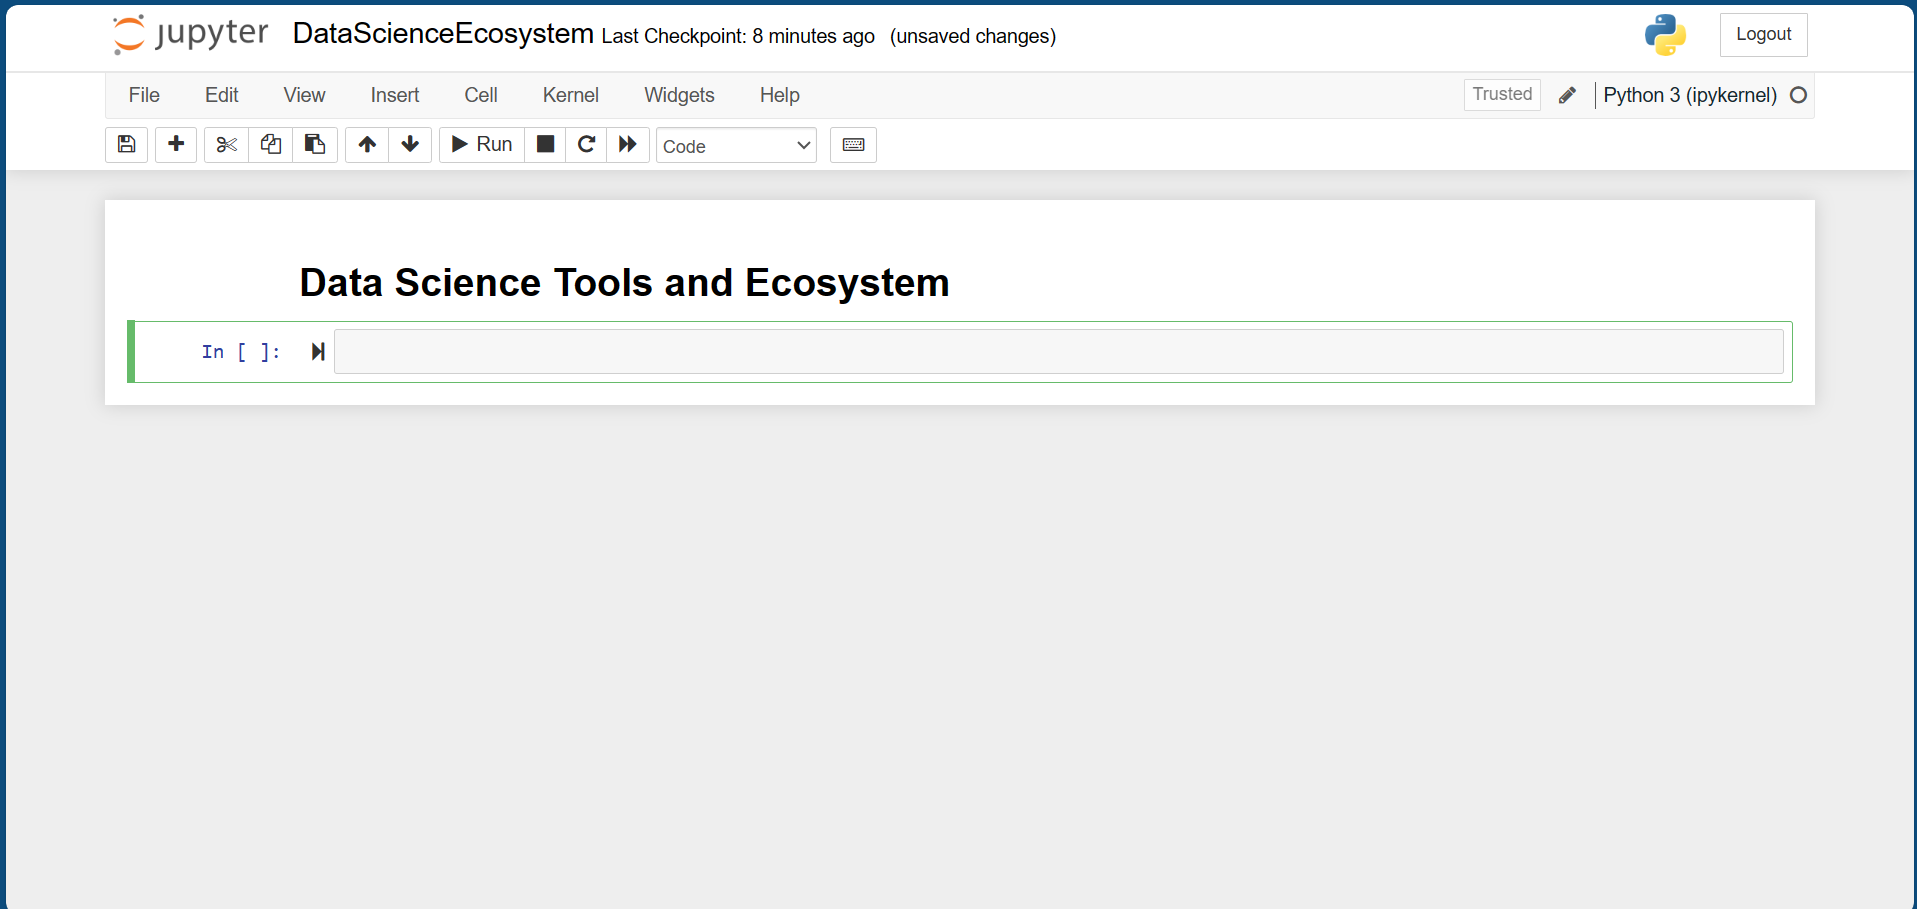 jupyter DataScienceEcosystem Last Checkpoint: 8 minutes ago (unsaved changes) Logout
File Edit View Insert Cell Kernel Widgets Help Trusted Python 3 (ipykernel)
Run Code
Data Science Tools and Ecosystem
In [ ]: